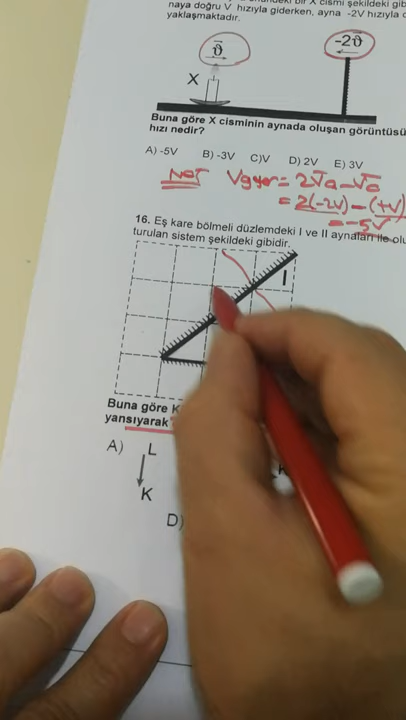 naya doğru V hızıyla giderken, ayna -2V hızıyla
yaklaşmaktadır.
ϑ
-2ϑ
X
Buna göre X cisminin aynada oluşan görüntüsü
hızı nedir?
A) -5V B) -3V C)V D) 2V E) 3V
NOT Vgör = 2Va - Vc
= 2(-2V) - (+V)
= -5V
16. Eş kare bölmeli düzlemdeki I ve II aynaları ile
turulan sistem şekildeki gibidir.
I
Buna göre K
yansıyarak
A) L
K
K
D)